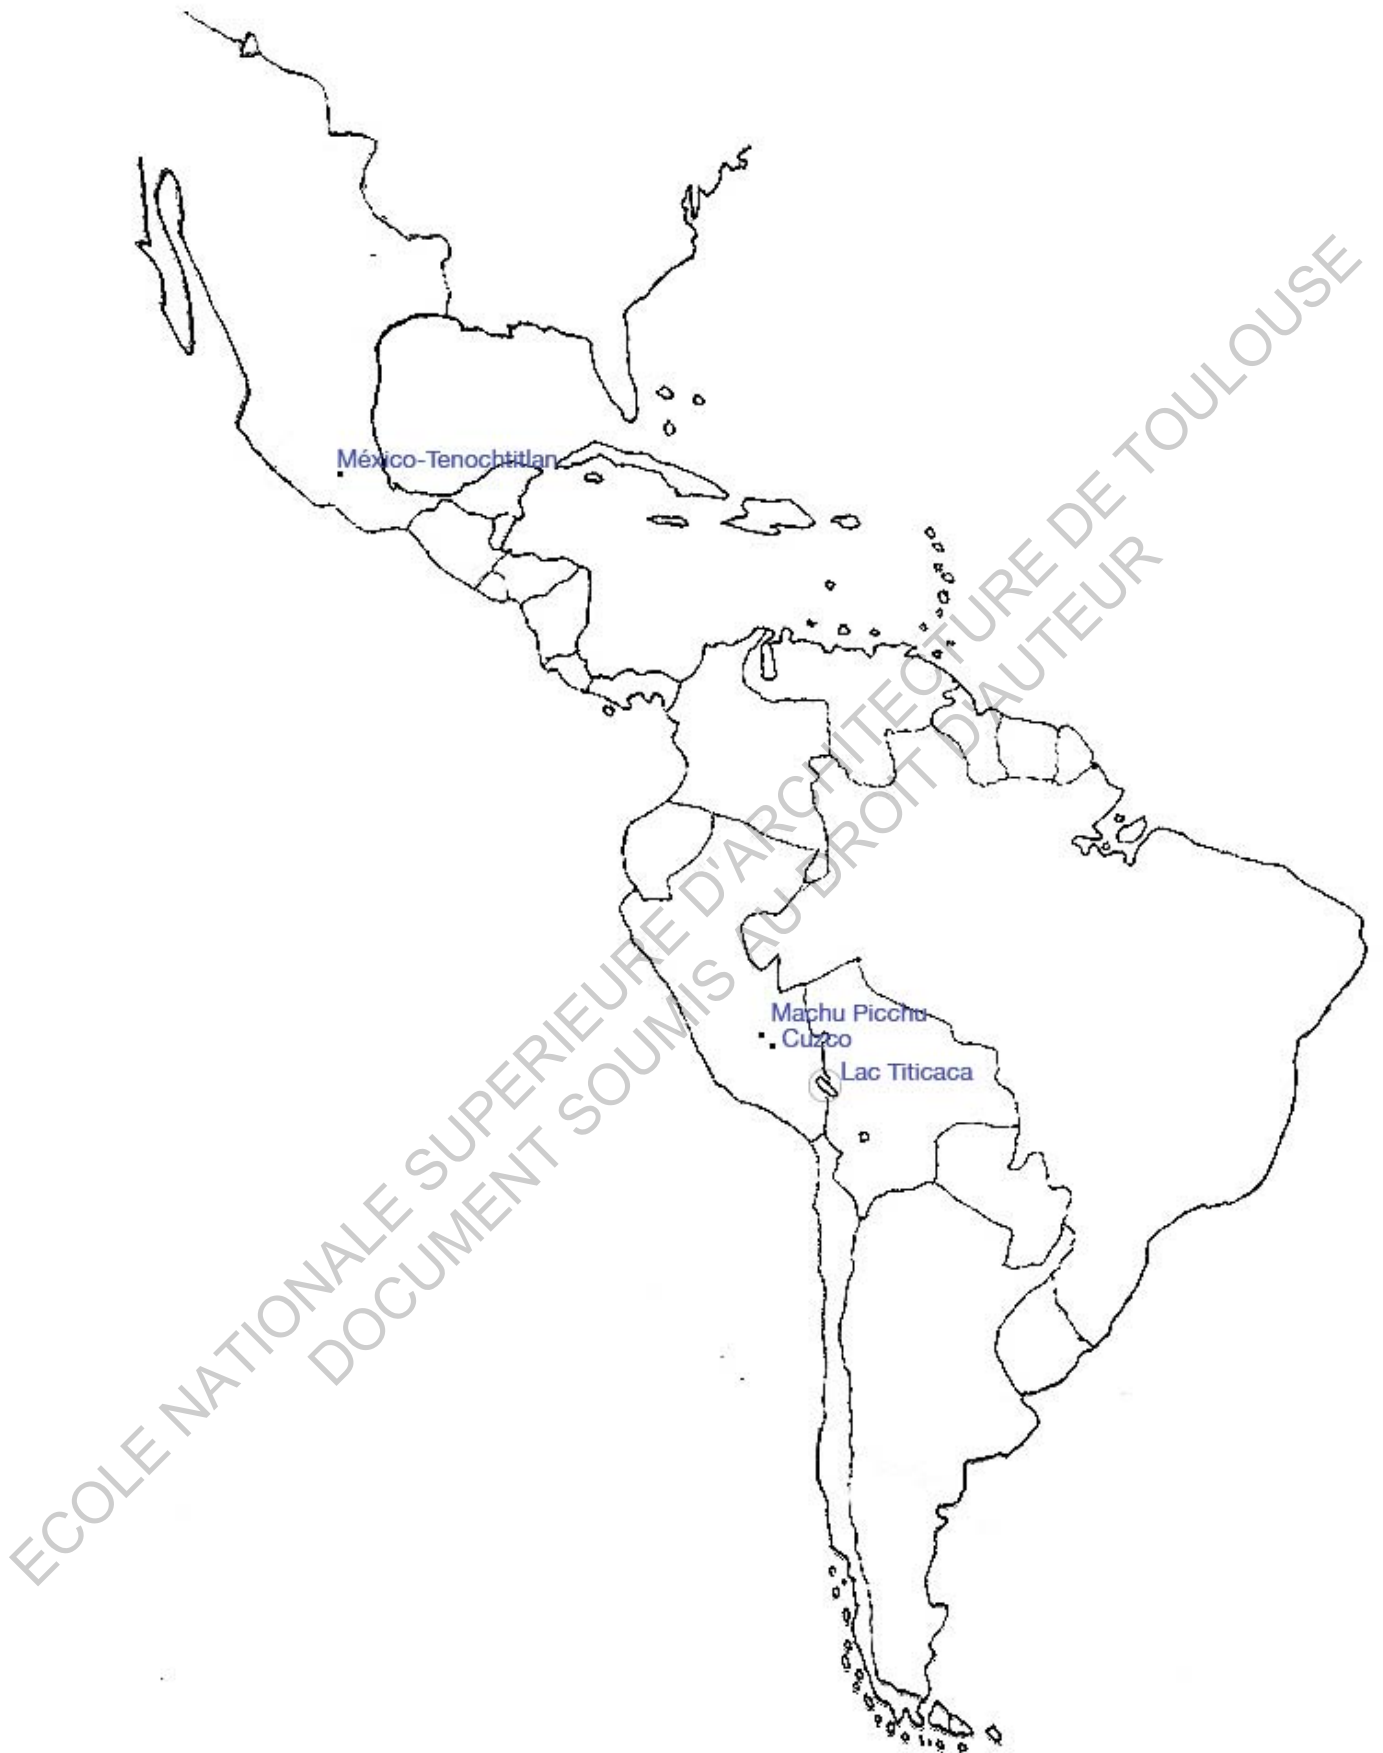 México-Tenochtitlan
Machu Picchu
Cuzco
Lac Titicaca
ECOLE NATIONALE SUPERIEURE D'ARCHITECTURE DE TOULOUSE
DOCUMENT SOUMIS AU DROIT D'AUTEUR